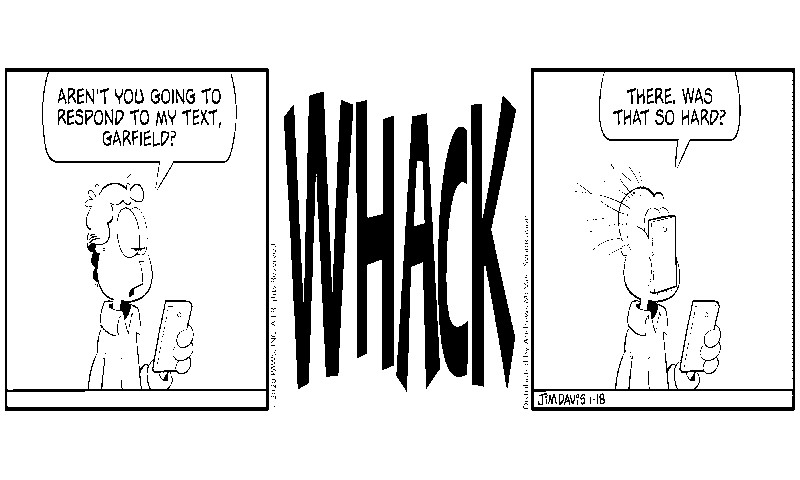 AREN'T YOU GOING TO
RESPOND TO MY TEXT,
GARFIELD?
WHACK
THERE, WAS
THAT SO HARD?
JIM DAVIS 1-18